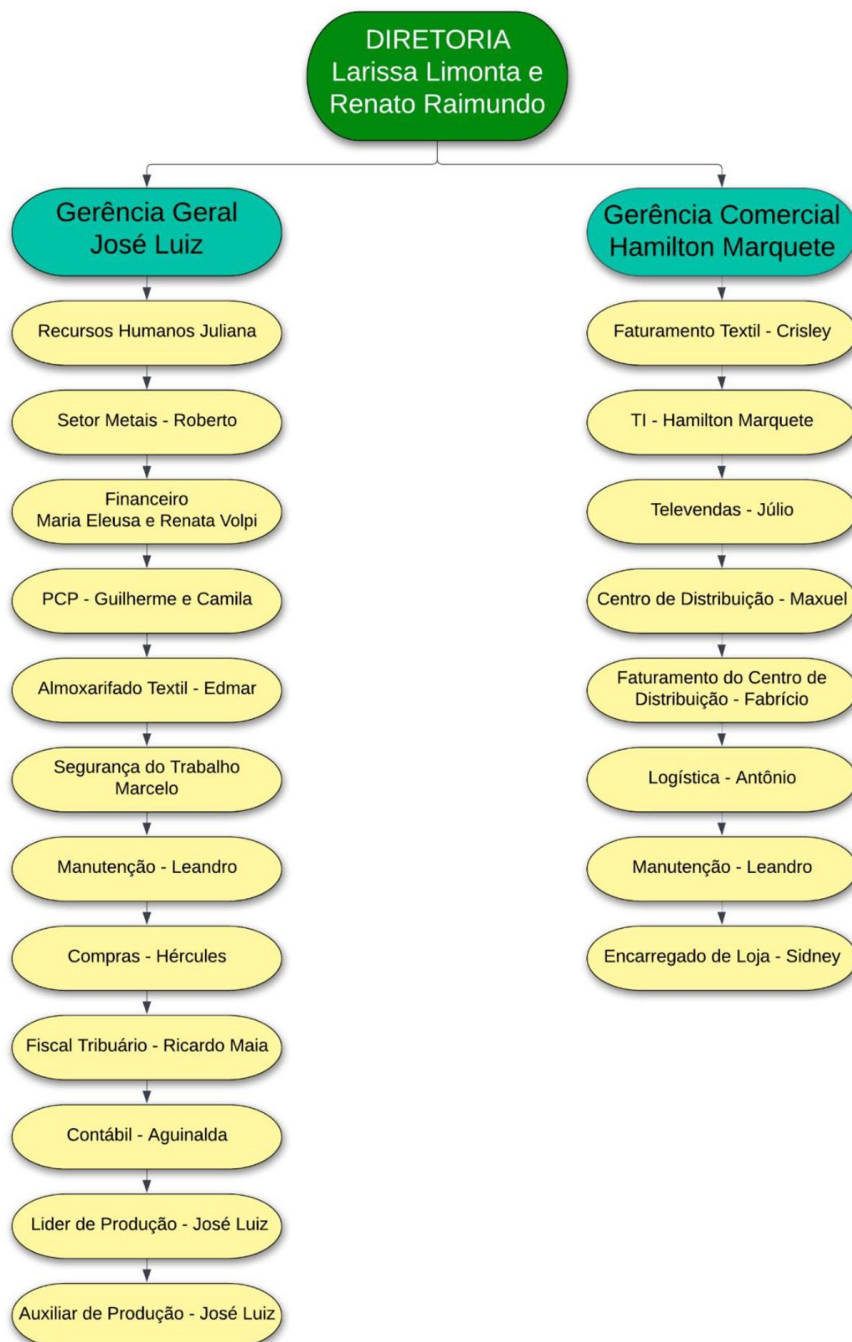 DIRETORIA
Larissa Limonta e
Renato Raimundo
Gerência Geral
José Luiz
Recursos Humanos Juliana
Setor Metais - Roberto
Financeiro
Maria Eleusa e Renata Volpi
PCP - Guilherme e Camila
Almoxarifado Textil - Edmar
Segurança do Trabalho
Marcelo
Manutenção - Leandro
Compras - Hércules
Fiscal Tribuário - Ricardo Maia
Contábil - Aguinalda
Lider de Produção - José Luiz
Auxiliar de Produção - José Luiz
Gerência Comercial
Hamilton Marquete
Faturamento Textil - Crisley
TI - Hamilton Marquete
Televendas - Júlio
Centro de Distribuição - Maxuel
Faturamento do Centro de
Distribuição - Fabrício
Logística - Antônio
Manutenção - Leandro
Encarregado de Loja - Sidney